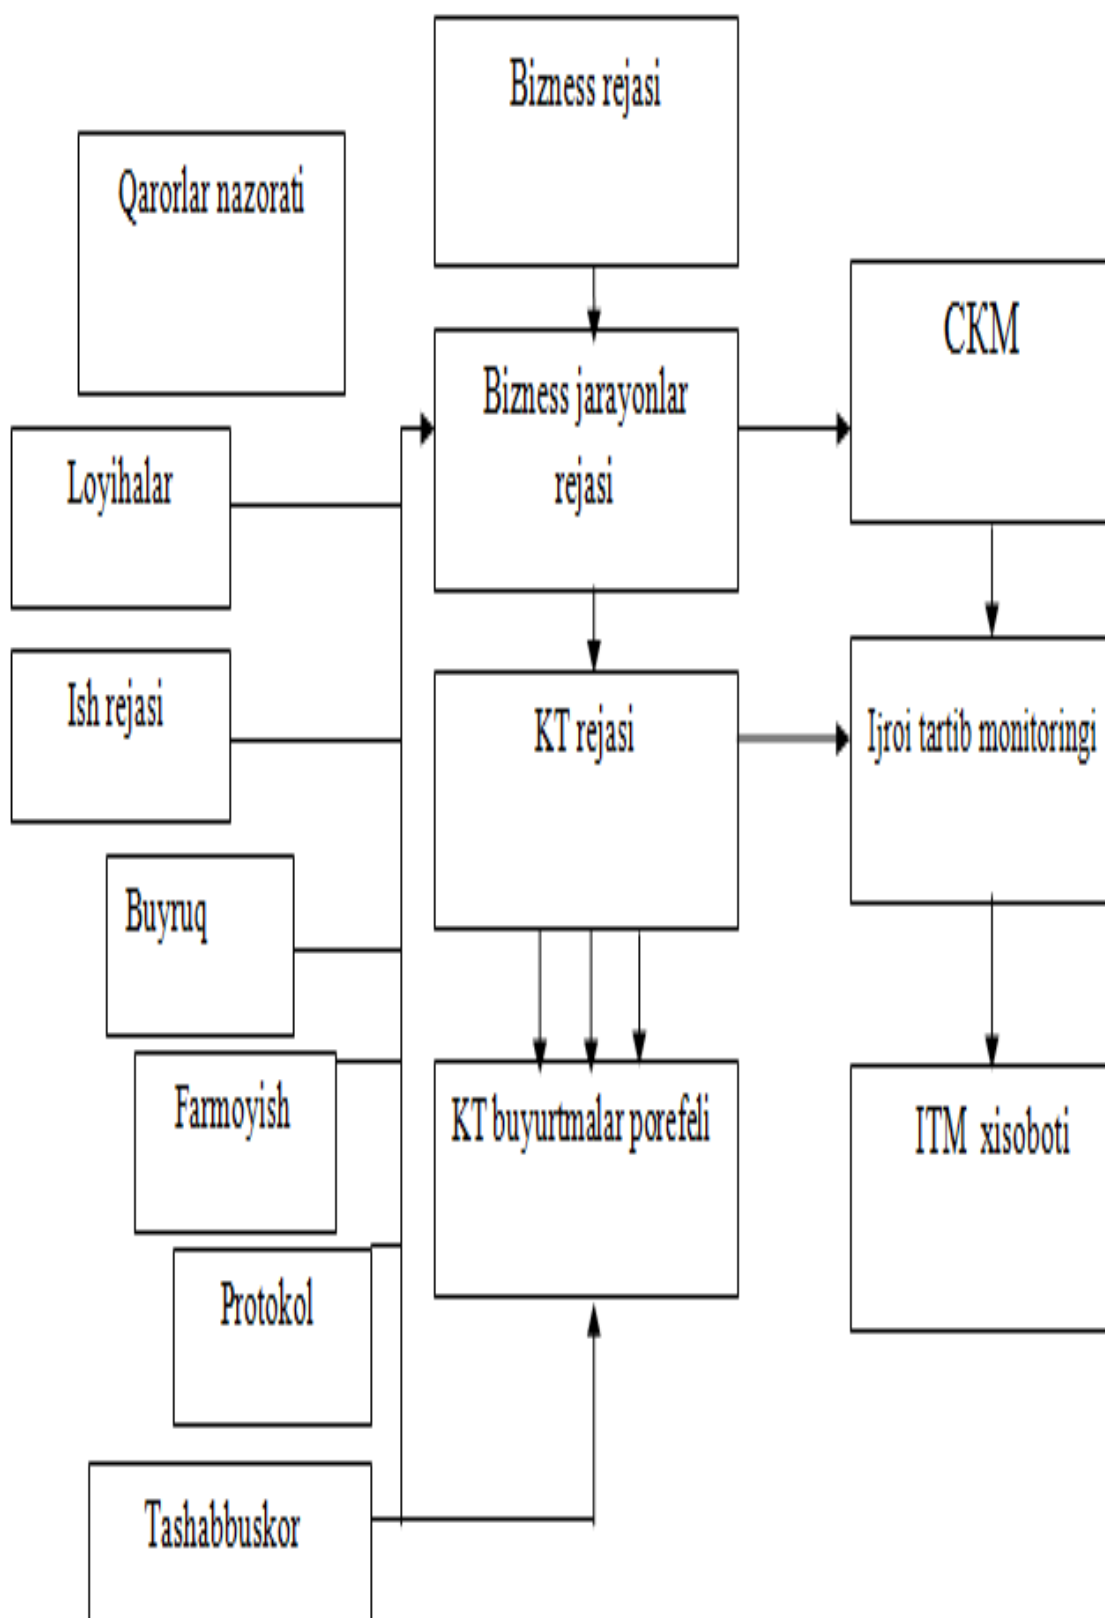 Bizness rejasi
Qarorlar nazorati
CKM
Bizness jarayonlar
rejasi
Loyihalar
Ish rejasi
KT rejasi
Ijroi tartib monitoringi
Buyruq
Farmoyish
KT buyurtmalar porefeli
ITM xisoboti
Protokol
Tashabbuskor